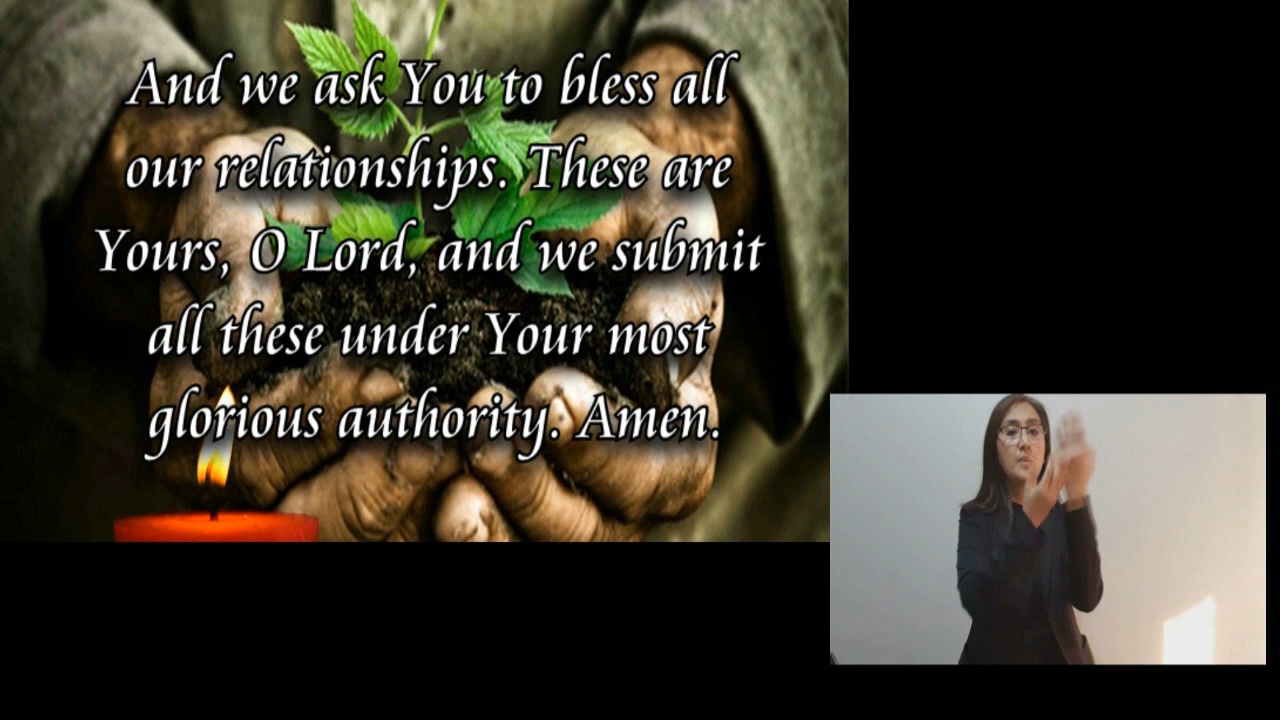 And we ask You to bless all
our relationships. These are
Yours, O Lord, and we submit
all these under Your most
glorious authority. Amen.